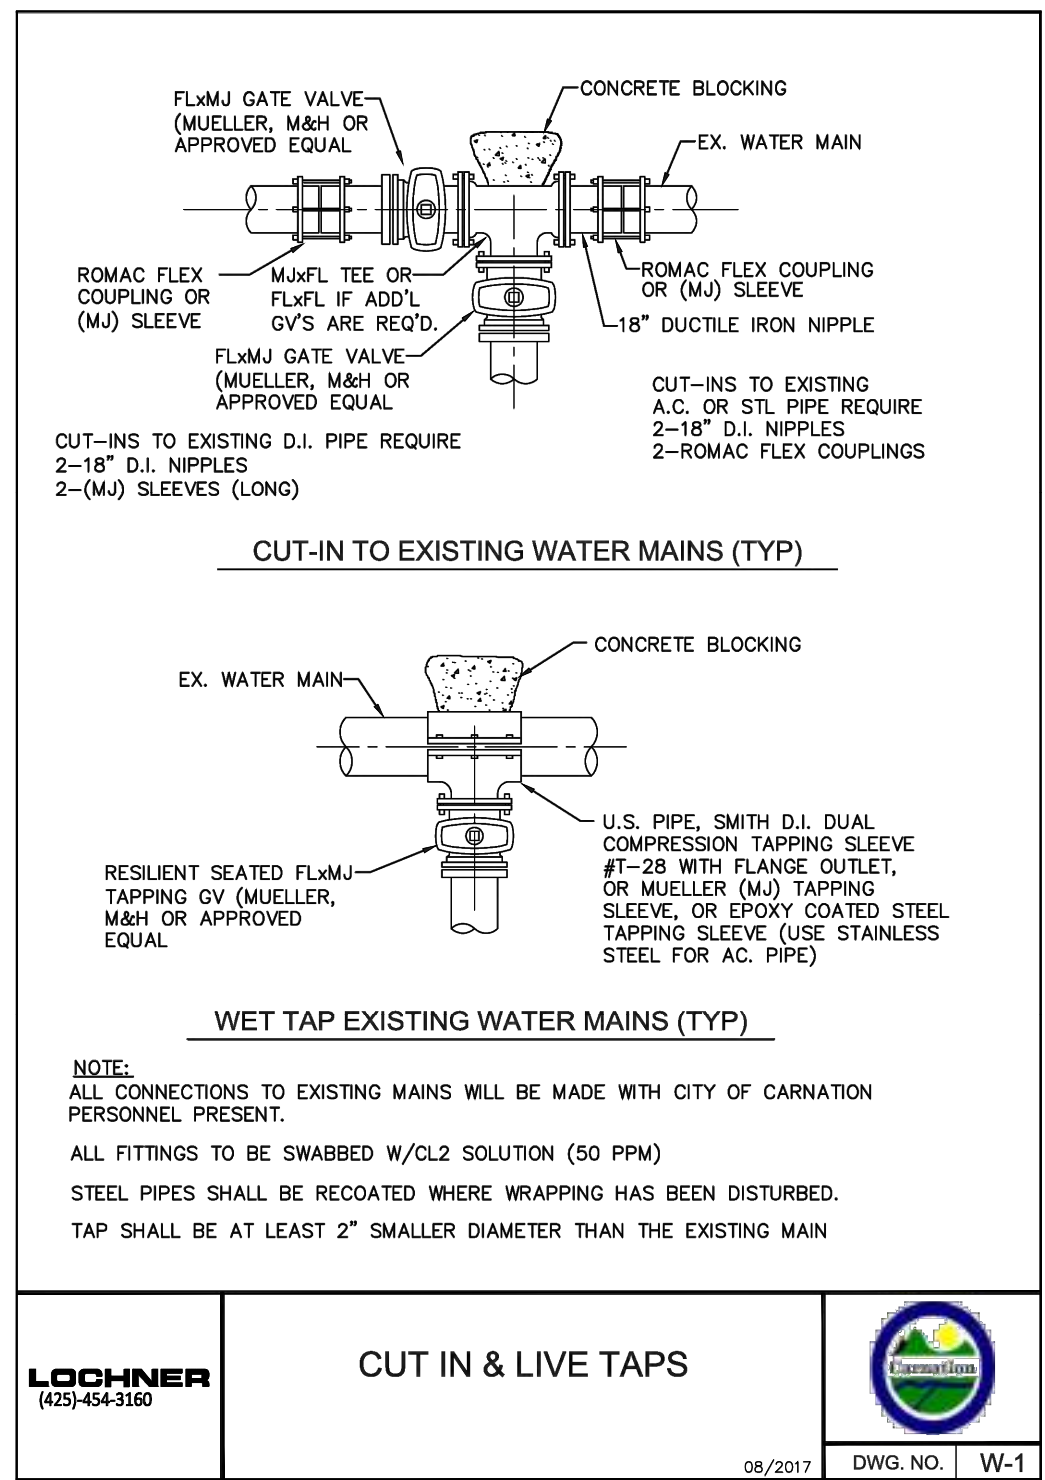 CONCRETE BLOCKING
FLxMJ GATE VALVE
(MUELLER, M&H OR
APPROVED EQUAL
EX. WATER MAIN
ROMAC FLEX
COUPLING OR
(MJ) SLEEVE
MJxFL TEE OR
FLxFL IF ADD'L
GV'S ARE REQ'D.
ROMAC FLEX COUPLING
OR (MJ) SLEEVE
18" DUCTILE IRON NIPPLE
FLxMJ GATE VALVE
(MUELLER, M&H OR
APPROVED EQUAL
CUT-INS TO EXISTING
A.C. OR STL PIPE REQUIRE
2-18" D.I. NIPPLES
2-ROMAC FLEX COUPLINGS
CUT-INS TO EXISTING D.I. PIPE REQUIRE
2-18" D.I. NIPPLES
2-(MJ) SLEEVES (LONG)
CUT-IN TO EXISTING WATER MAINS (TYP)
CONCRETE BLOCKING
EX. WATER MAIN
U.S. PIPE, SMITH D.I. DUAL
COMPRESSION TAPPING SLEEVE
#T-28 WITH FLANGE OUTLET,
OR MUELLER (MJ) TAPPING
SLEEVE, OR EPOXY COATED STEEL
TAPPING SLEEVE (USE STAINLESS
STEEL FOR AC. PIPE)
RESILIENT SEATED FLxMJ
TAPPING GV (MUELLER,
M&H OR APPROVED
EQUAL
WET TAP EXISTING WATER MAINS (TYP)
NOTE:
ALL CONNECTIONS TO EXISTING MAINS WILL BE MADE WITH CITY OF CARNATION
PERSONNEL PRESENT.
ALL FITTINGS TO BE SWABBED W/CL2 SOLUTION (50 PPM)
STEEL PIPES SHALL BE RECOATED WHERE WRAPPING HAS BEEN DISTURBED.
TAP SHALL BE AT LEAST 2" SMALLER DIAMETER THAN THE EXISTING MAIN
LOCHNER
(425)-454-3160
CUT IN & LIVE TAPS
08/2017
Carnation
DWG. NO.
W-1